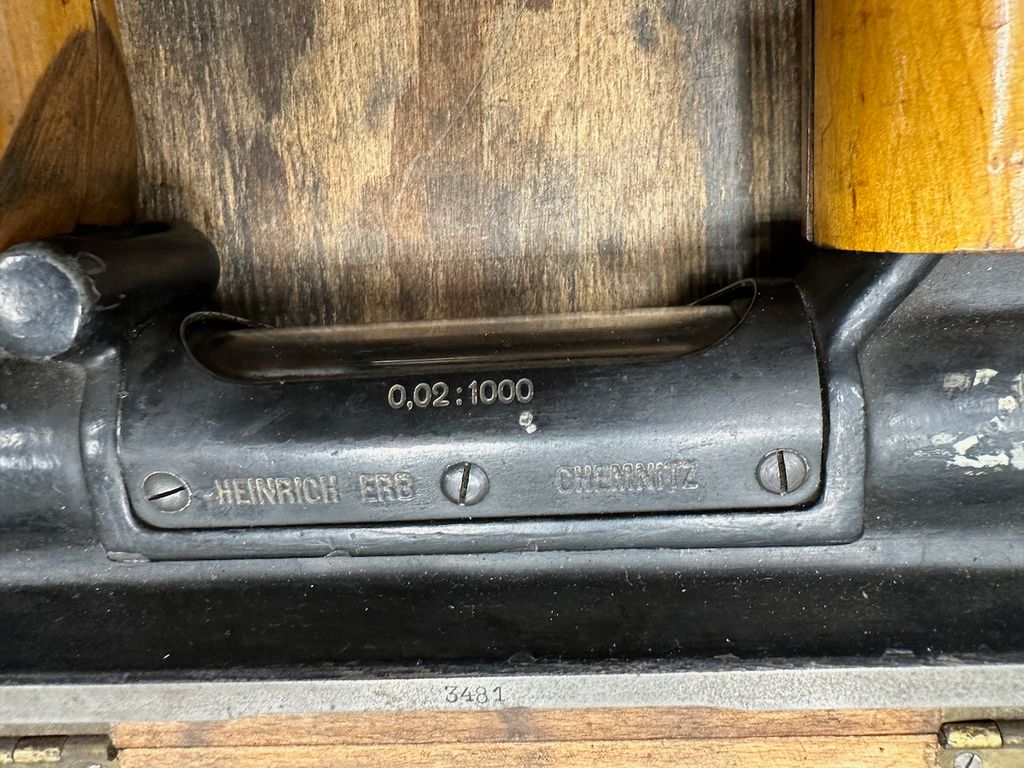 0,02:1000
HEINRICH ERB CHEMNITZ
3481